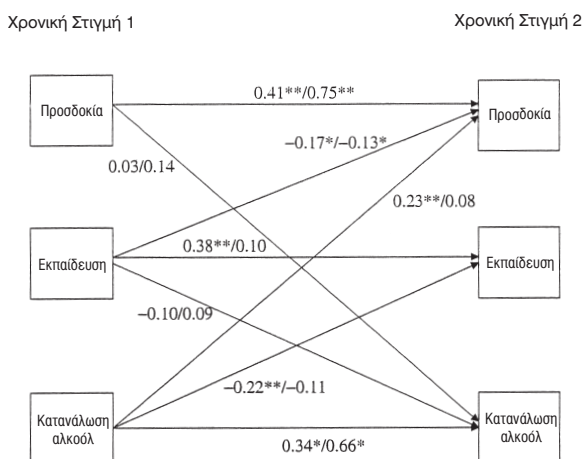 Χρονική Στιγμή 1
Χρονική Στιγμή 2
0.41**/0.75**
Προσδοκία
Προσδοκία
−0.17*/−0.13*
0.03/0.14
0.23**/0.08
0.38**/0.10
Εκπαίδευση
Εκπαίδευση
−0.10/0.09
−0.22**/−0.11
Κατανάλωση
αλκοόλ
Κατανάλωση
αλκοόλ
0.34*/0.66*